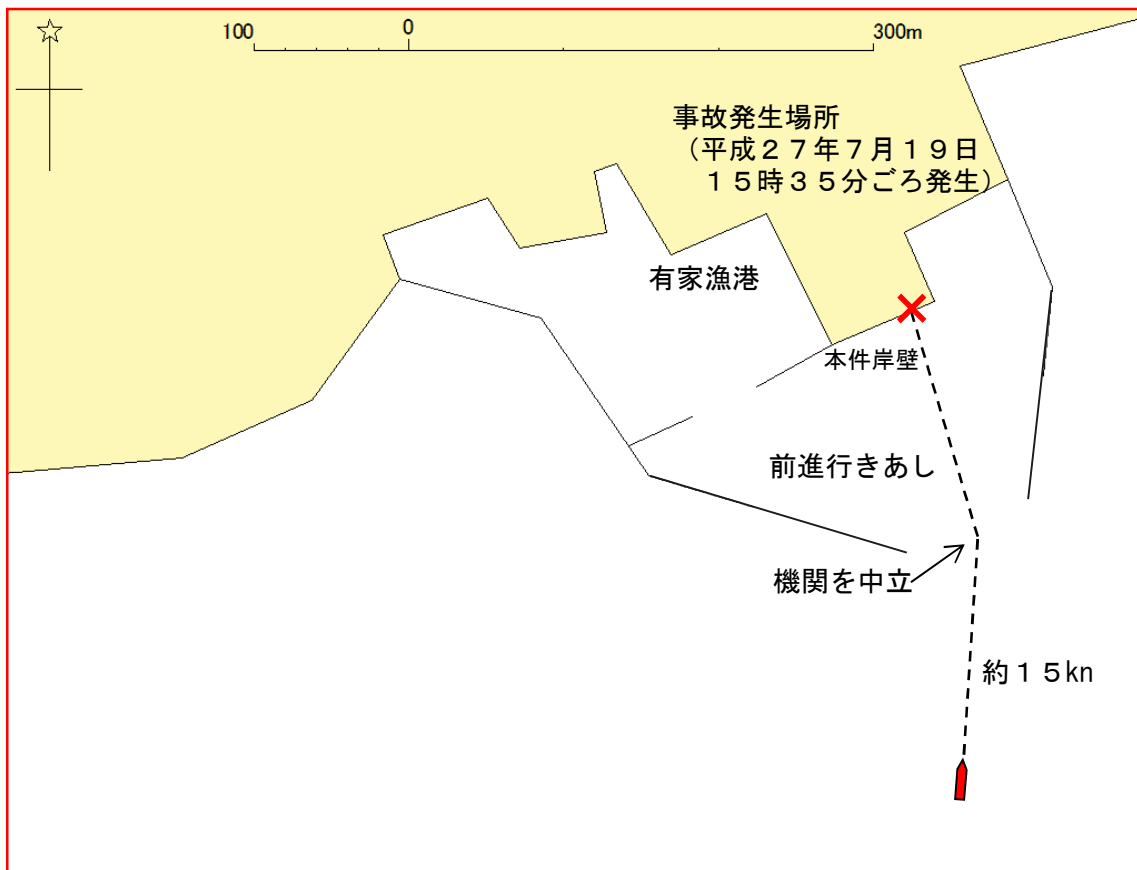 100 0 300m
事故発生場所
(平成27年7月19日
15時35分ごろ発生)
有家漁港
本件岸壁
前進行きあし
機関を中立
約15kn